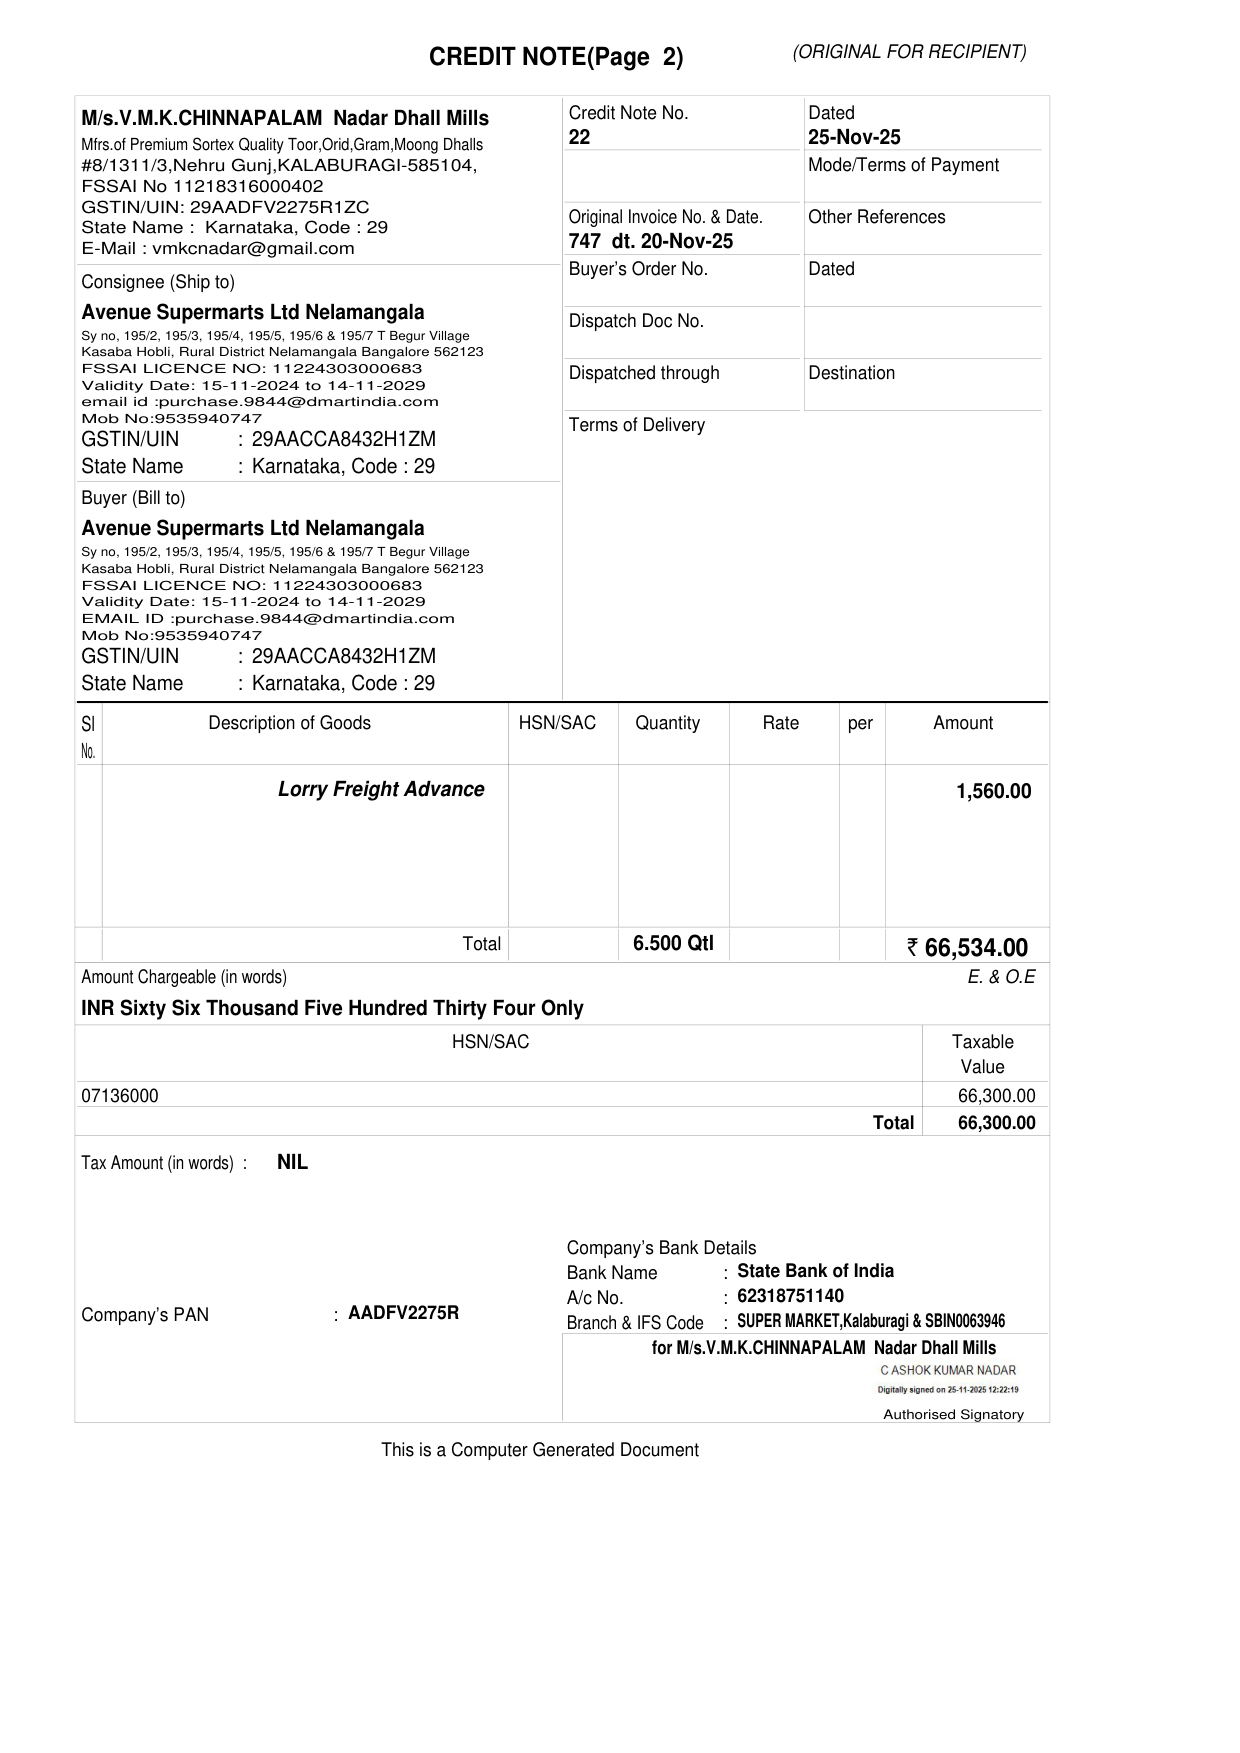 CREDIT NOTE(Page  2)
(ORIGINAL FOR RECIPIENT)
M/s.V.M.K.CHINNAPALAM  Nadar Dhall Mills
Mfrs.of Premium Sortex Quality Toor,Orid,Gram,Moong Dhalls
#8/1311/3,Nehru Gunj,KALABURAGI-585104,
FSSAI No 11218316000402
GSTIN/UIN: 29AADFV2275R1ZC
State Name :  Karnataka, Code : 29
E-Mail : vmkcnadar@gmail.com
Credit Note No.
22
Dated
25-Nov-25
Mode/Terms of Payment
Original Invoice No. & Date.
747  dt. 20-Nov-25
Other References
Buyer's Order No.
Dated
Dispatch Doc No.
Dispatched through
Destination
Terms of Delivery
Consignee (Ship to)
Avenue Supermarts Ltd Nelamangala
Sy no, 195/2, 195/3, 195/4, 195/5, 195/6 & 195/7 T Begur Village
Kasaba Hobli, Rural District Nelamangala Bangalore 562123
FSSAI LICENCE NO: 11224303000683
Validity Date: 15-11-2024 to 14-11-2029
email id :purchase.9844@dmartindia.com
Mob No:9535940747
GSTIN/UIN : 29AACCA8432H1ZM
State Name : Karnataka, Code : 29
Buyer (Bill to)
Avenue Supermarts Ltd Nelamangala
Sy no, 195/2, 195/3, 195/4, 195/5, 195/6 & 195/7 T Begur Village
Kasaba Hobli, Rural District Nelamangala Bangalore 562123
FSSAI LICENCE NO: 11224303000683
Validity Date: 15-11-2024 to 14-11-2029
EMAIL ID :purchase.9844@dmartindia.com
Mob No:9535940747
GSTIN/UIN : 29AACCA8432H1ZM
State Name : Karnataka, Code : 29
Sl Description of Goods HSN/SAC Quantity Rate per Amount
No.
Lorry Freight Advance 1,560.00
Total 6.500 Qtl ₹ 66,534.00
Amount Chargeable (in words) E. & O.E
INR Sixty Six Thousand Five Hundred Thirty Four Only
HSN/SAC Taxable
Value
07136000 66,300.00
Total 66,300.00
Tax Amount (in words) : NIL
Company's Bank Details
Bank Name : State Bank of India
A/c No. : 62318751140
Company's PAN : AADFV2275R
Branch & IFS Code : SUPER MARKET,Kalaburagi & SBIN0063946
for M/s.V.M.K.CHINNAPALAM  Nadar Dhall Mills
C ASHOK KUMAR NADAR
Digitally signed on 25-11-2025 12:22:19
Authorised Signatory
This is a Computer Generated Document